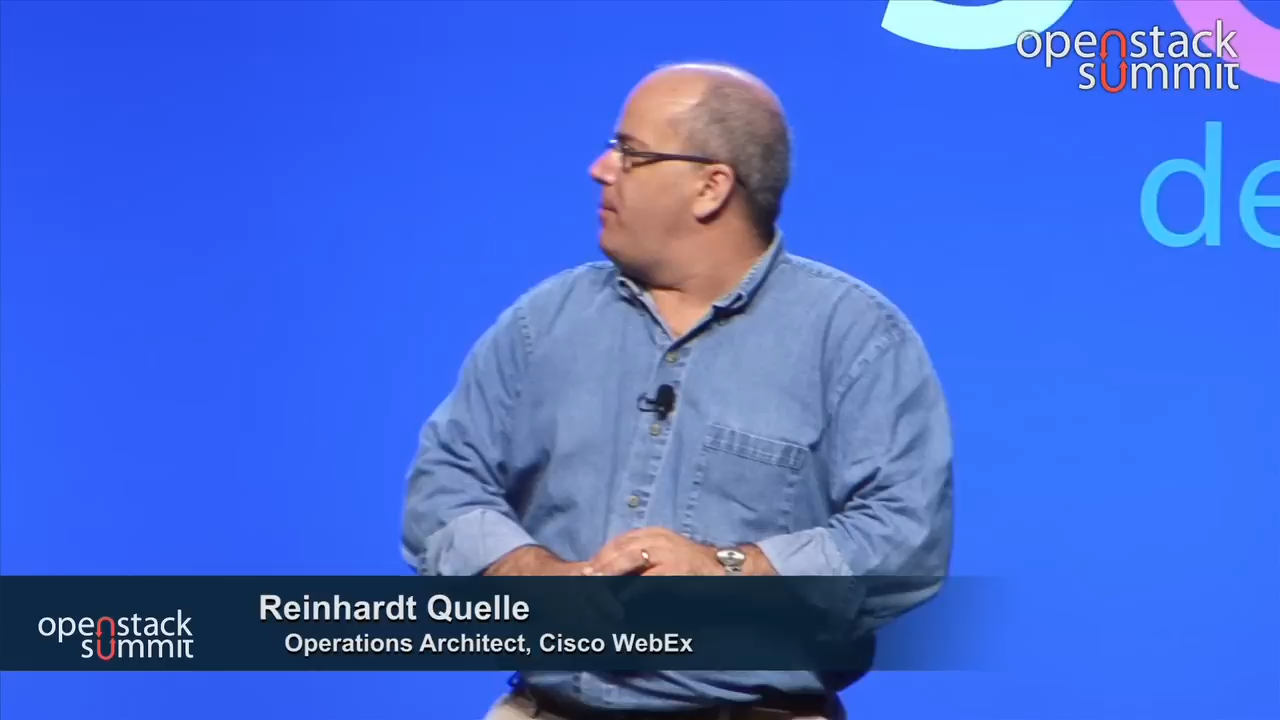 openstack
summit
de
Reinhardt Quelle
Operations Architect, Cisco WebEx
openstack
summit